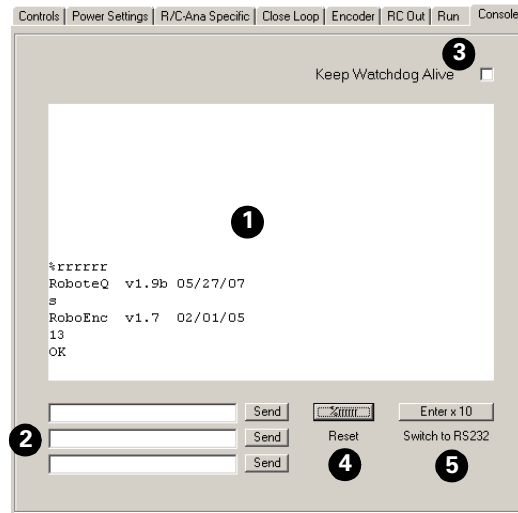 Controls Power Settings R/C-Ana Specific Close Loop Encoder RC Out Run Console
3
Keep Watchdog Alive
1
%rrrrrr
RoboteQ v1.9b 05/27/07
s
RoboEnc v1.7 02/01/05
13
OK
Send %rrrrrr Enter x 10
2 Send Reset Switch to RS232
Send 4 5